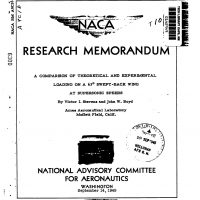 NACA
RESEARCH MEMORANDUM
A COMPARISON OF THEORETICAL AND EXPERIMENTAL
LOADING ON A 63° SWEPT-BACK WING
AT SUPERSONIC SPEEDS
By Victor I. Stevens and John W. Boyd
Ames Aeronautical Laboratory
Moffett Field, Calif.
NATIONAL ADVISORY COMMITTEE
FOR AERONAUTICS
WASHINGTON
September 14, 1949